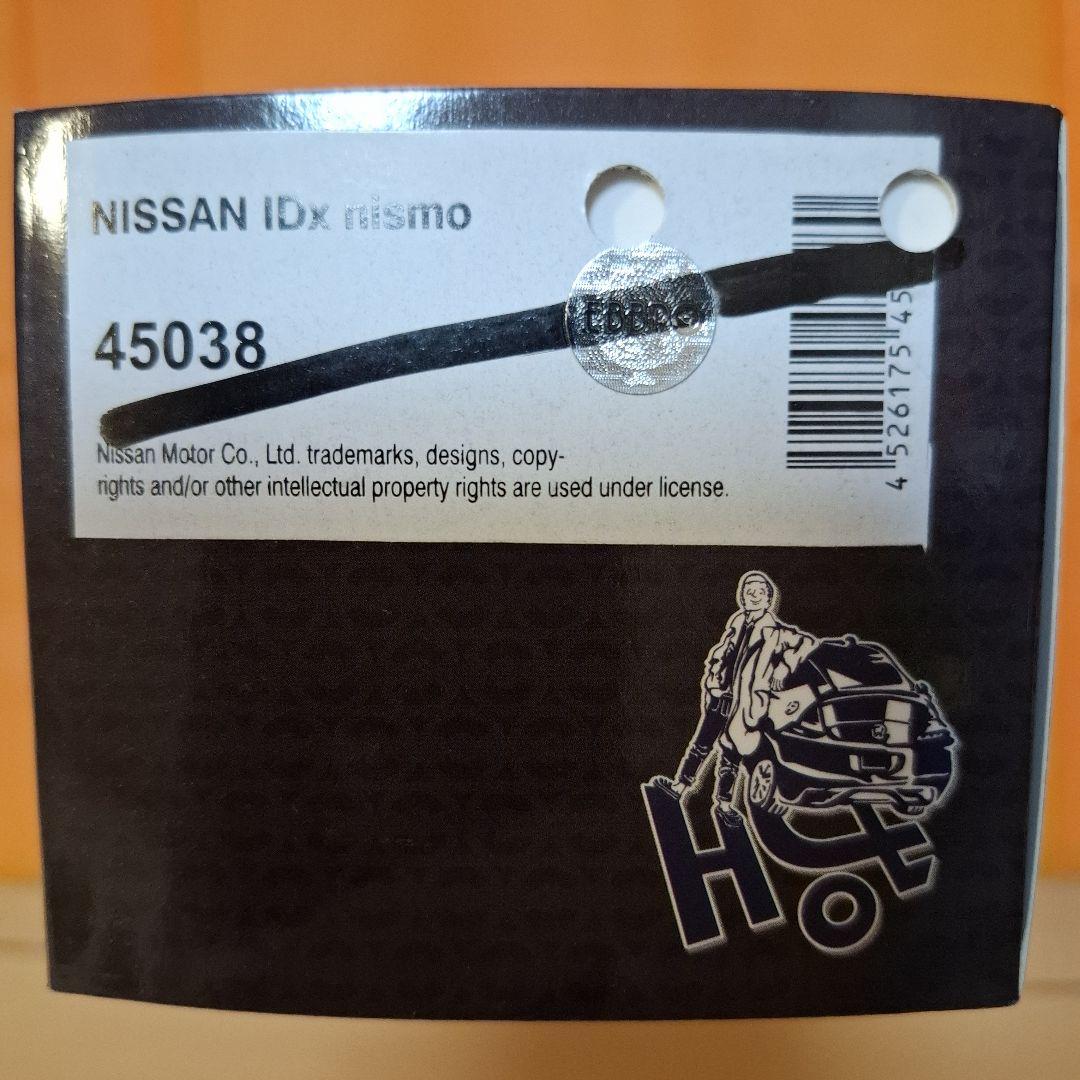 NISSAN IDx nismo
45038
EBBRO
Nissan Motor Co., Ltd. trademarks, designs, copy-
rights and/or other intellectual property rights are used under license.
4 526175 45